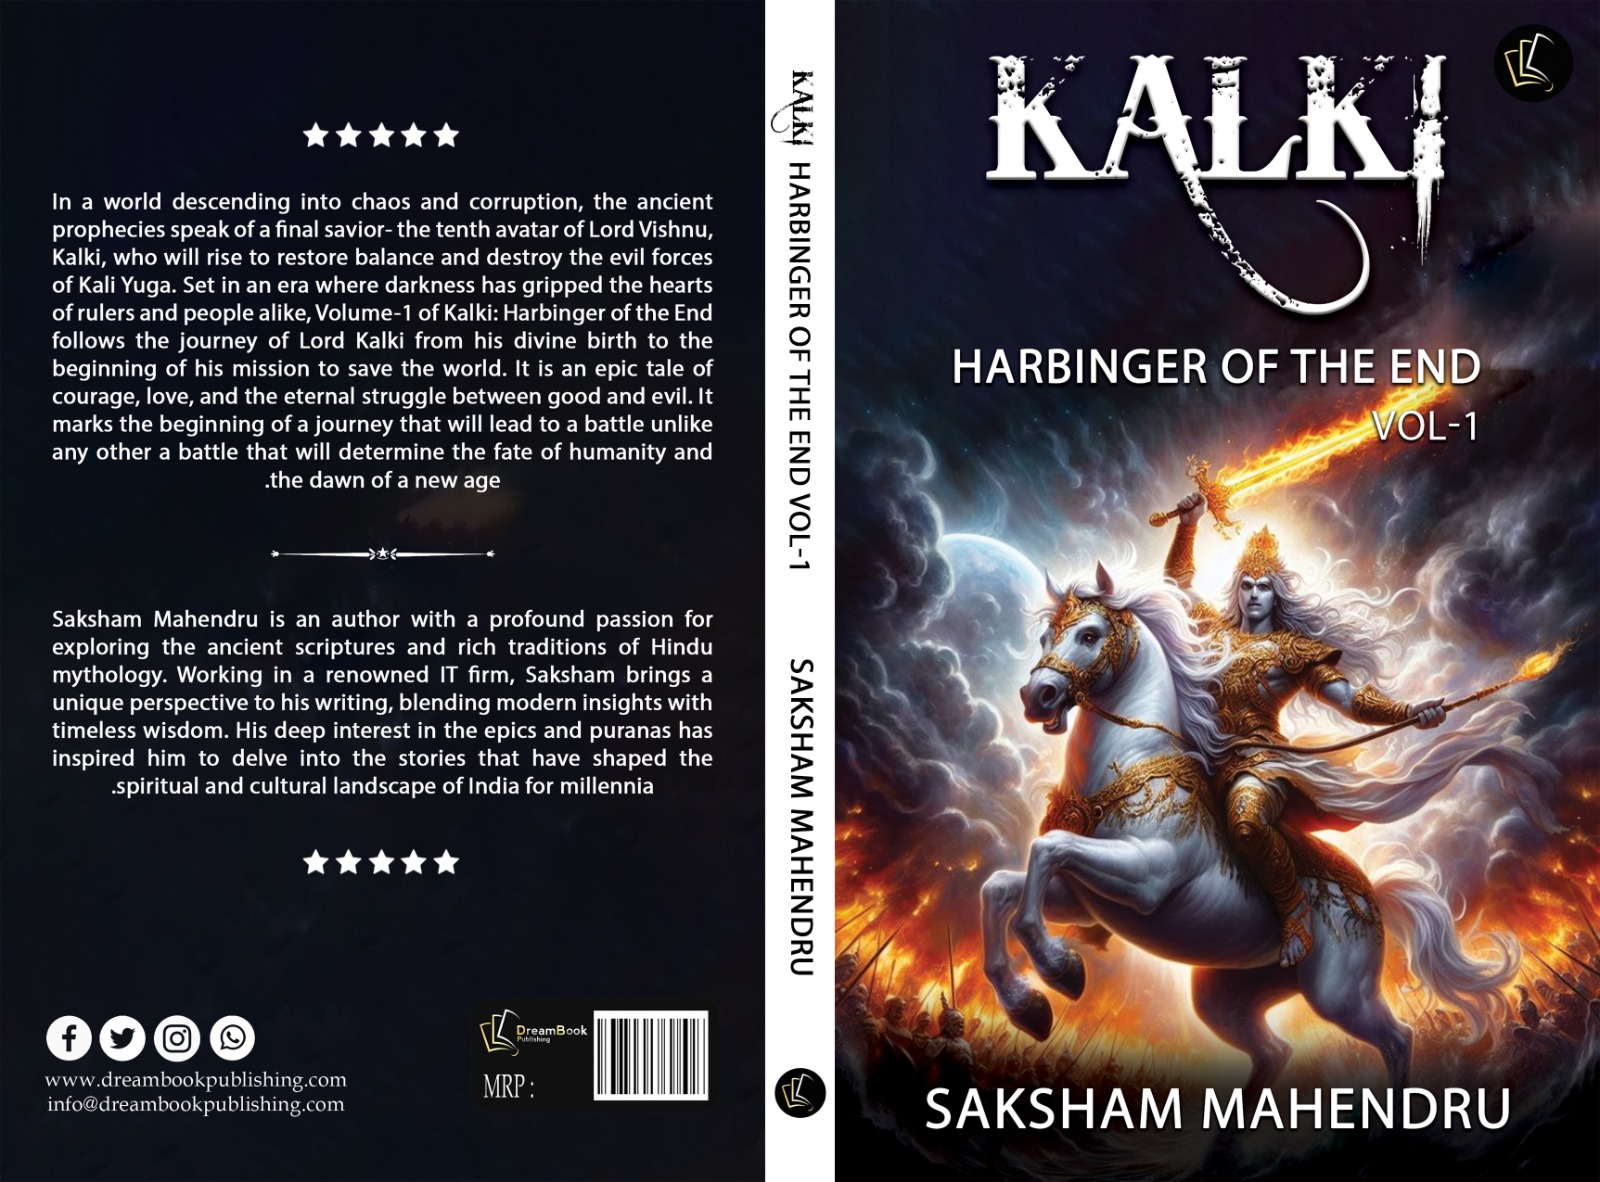 In a world descending into chaos and corruption, the ancient
prophecies speak of a final savior- the tenth avatar of Lord Vishnu,
Kalki, who will rise to restore balance and destroy the evil forces
of Kali Yuga. Set in an era where darkness has gripped the hearts
of rulers and people alike, Volume-1 of Kalki: Harbinger of the End
follows the journey of Lord Kalki from his divine birth to the
beginning of his mission to save the world. It is an epic tale of
courage, love, and the eternal struggle between good and evil. It
marks the beginning of a journey that will lead to a battle unlike
any other a battle that will determine the fate of humanity and
.the dawn of a new age
Saksham Mahendru is an author with a profound passion for
exploring the ancient scriptures and rich traditions of Hindu
mythology. Working in a renowned IT firm, Saksham brings a
unique perspective to his writing, blending modern insights with
timeless wisdom. His deep interest in the epics and puranas has
inspired him to delve into the stories that have shaped the
.spiritual and cultural landscape of India for millennia
www.dreambookpublishing.com
info@dreambookpublishing.com
DreamBook
Publishing
MRP :
KALKI HARBINGER OF THE END VOL-1 SAKSHAM MAHENDRU
KALKI
HARBINGER OF THE END
VOL-1
SAKSHAM MAHENDRU